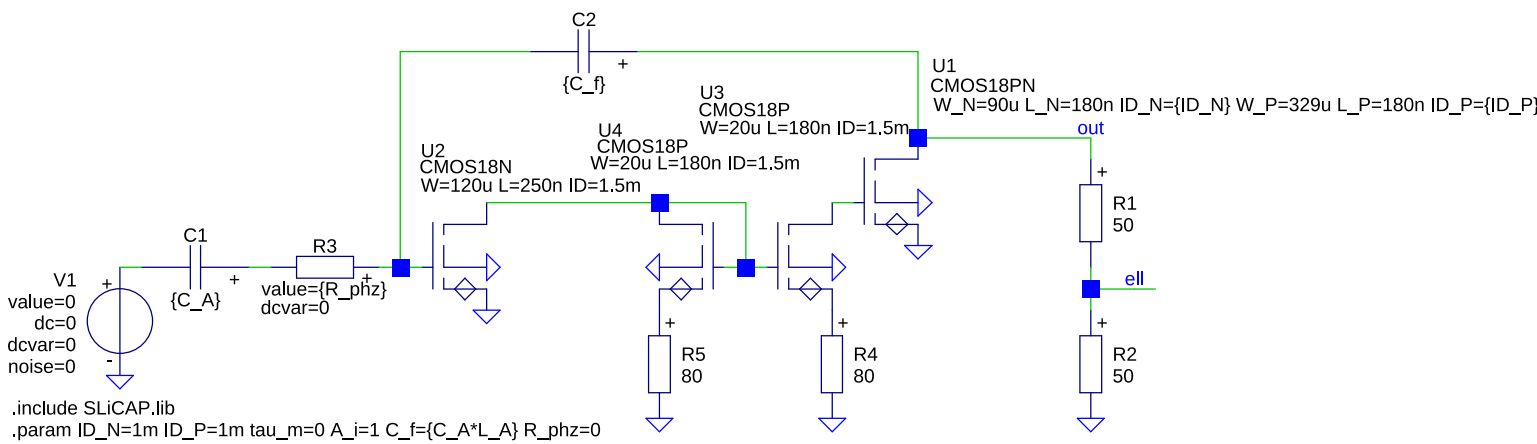 C2
+
{C_f}
U1
CMOS18PN
W_N=90u L_N=180n ID_N={ID_N} W_P=329u L_P=180n ID_P={ID_P}
U3
CMOS18P
W=20u L=180n ID=1.5m
out
U4
CMOS18P
W=20u L=180n ID=1.5m
U2
CMOS18N
W=120u L=250n ID=1.5m
+
R1
50
C1
+
{C_A}
R3
+
value={R_phz}
dcvar=0
V1
value=0
dc=0
dcvar=0
noise=0
+
-
ell
+
R5
80
+
R4
80
+
R2
50
.include SLiCAP.lib
.param ID_N=1m ID_P=1m tau_m=0 A_i=1 C_f={C_A*L_A} R_phz=0